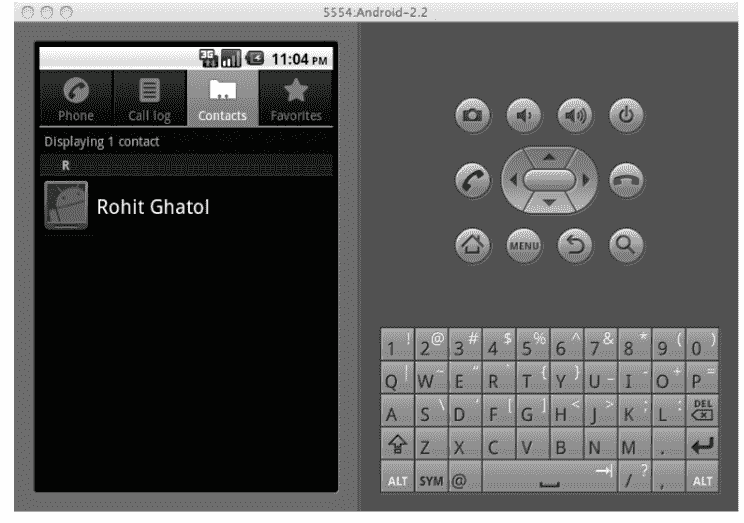 5554:Android-2.2
3G 11:04 PM
Phone Call log Contacts Favorites
Displaying 1 contact
R
Rohit Ghatol
MENU
1 ! 2 @ 3 # 4 $ 5 % 6 ^ 7 & 8 * 9 ( 0 )
Q | W ~ E " R ` T { Y } U _ I - O + P =
A S \ D ' F [ G ] H < J > K ; L : DEL
Z X C V B N M .
ALT SYM @ / ? , ALT